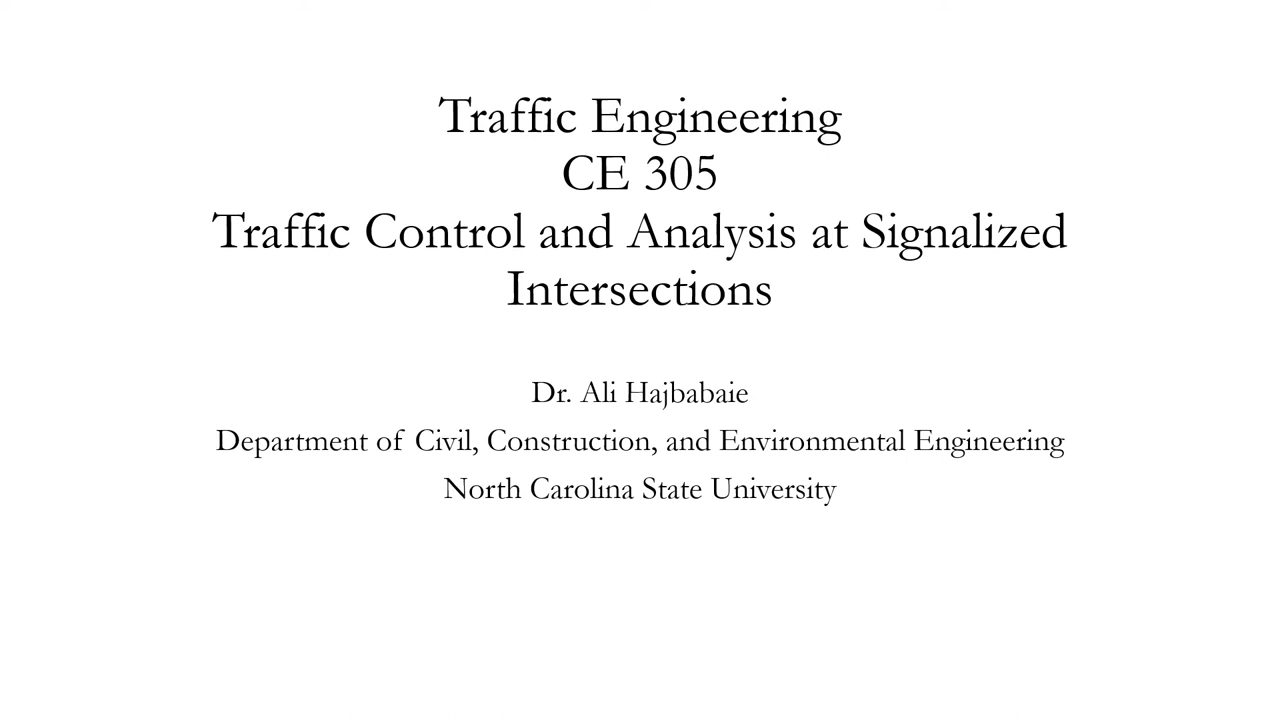 Traffic Engineering
CE 305
Traffic Control and Analysis at Signalized
Intersections
Dr. Ali Hajbabaie
Department of Civil, Construction, and Environmental Engineering
North Carolina State University